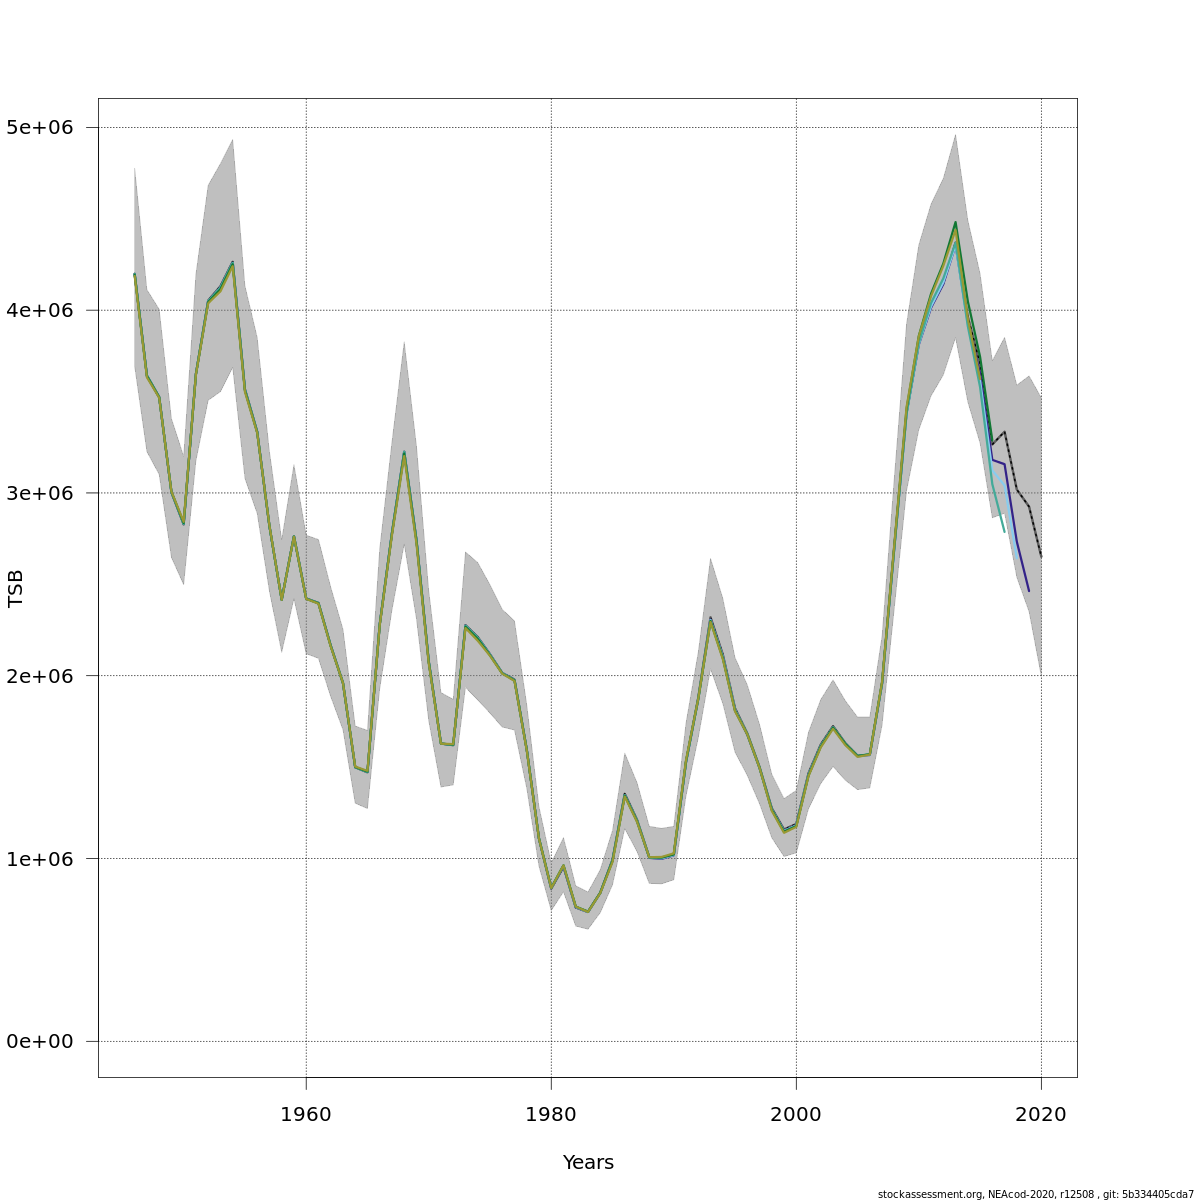 5e+06
4e+06
3e+06
2e+06
1e+06
0e+00
TSB
1960 1980 2000 2020
Years
stockassessment.org, NEAcod-2020, r12508 , git: 5b334405cda7